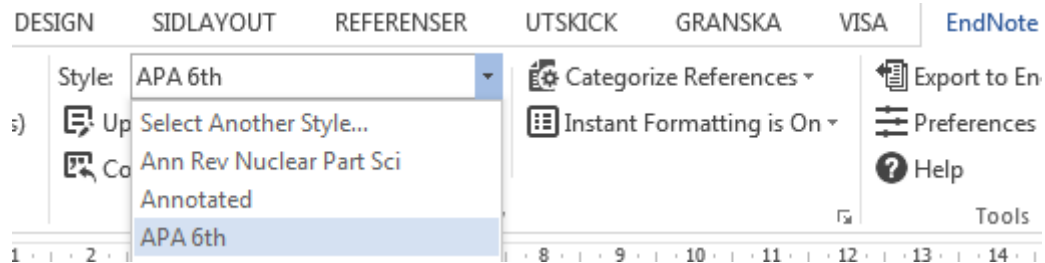 DESIGN SIDLAYOUT REFERENSER UTSKICK GRANSKA VISA EndNote
Style: APA 6th Categorize References Export to En
s) Up Select Another Style... Instant Formatting is On Preferences
Co Ann Rev Nuclear Part Sci Help
Annotated
APA 6th Tools
1 2 8 9 10 11 12 13 14